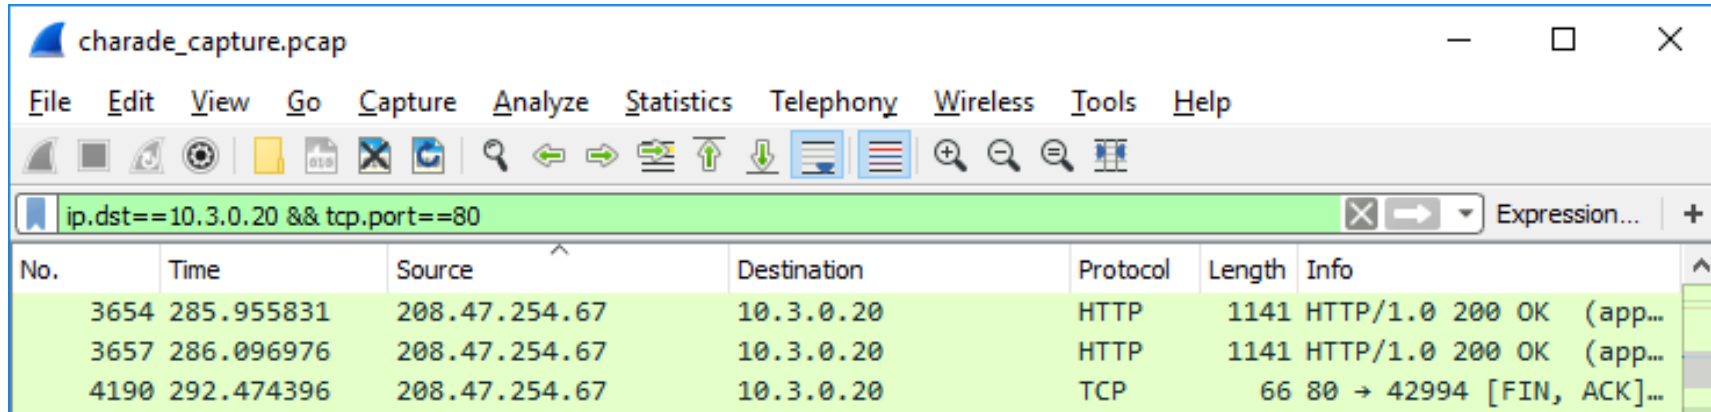 charade_capture.pcap
File Edit View Go Capture Analyze Statistics Telephony Wireless Tools Help
010
ip.dst==10.3.0.20 && tcp.port==80 Expression... +
No. Time Source Destination Protocol Length Info
3654 285.955831 208.47.254.67 10.3.0.20 HTTP 1141 HTTP/1.0 200 OK (app…
3657 286.096976 208.47.254.67 10.3.0.20 HTTP 1141 HTTP/1.0 200 OK (app…
4190 292.474396 208.47.254.67 10.3.0.20 TCP 66 80 → 42994 [FIN, ACK]…